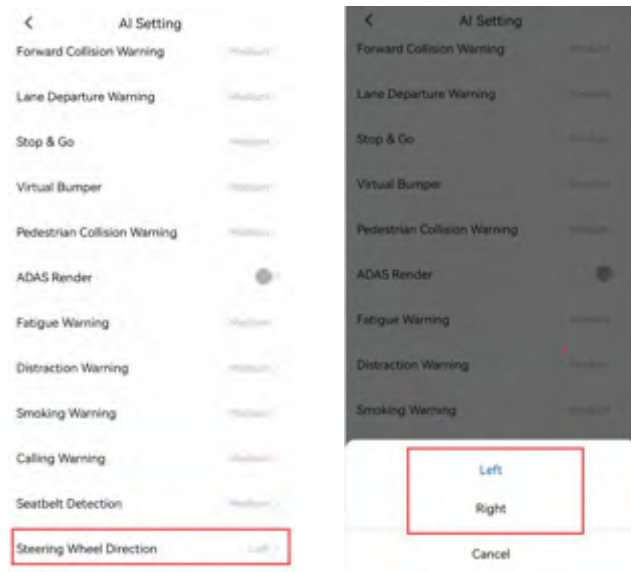 AI Setting
Forward Collision Warning
Lane Departure Warning
Stop & Go
Virtual Bumper
Pedestrian Collision Warning
ADAS Render
Fatigue Warning
Distraction Warning
Smoking Warning
Calling Warning
Seatbelt Detection
Steering Wheel Direction Left
AI Setting
Forward Collision Warning
Lane Departure Warning
Stop & Go
Virtual Bumper
Pedestrian Collision Warning
ADAS Render
Fatigue Warning
Distraction Warning
Smoking Warning
Left
Right
Cancel